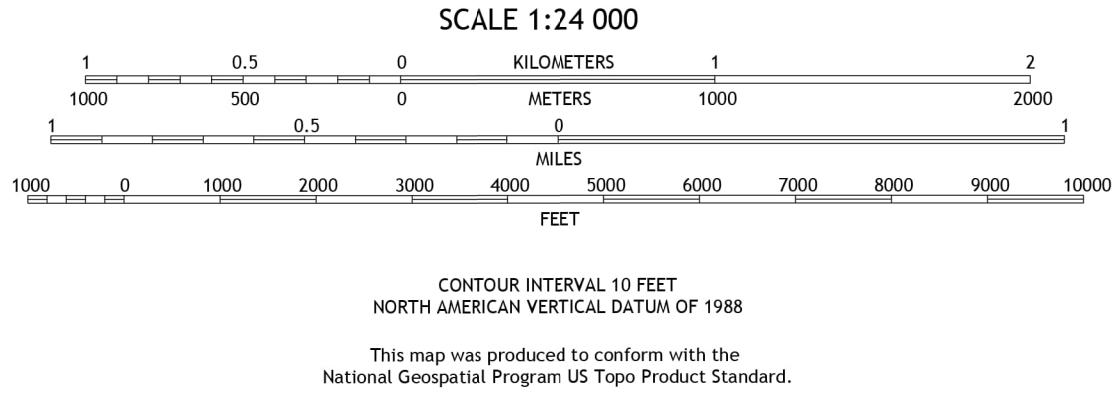 SCALE 1:24 000
1 0.5 0 KILOMETERS 1 2
1000 500 0 METERS 1000 2000
1 0.5 0 1
MILES
1000 0 1000 2000 3000 4000 5000 6000 7000 8000 9000 10000
FEET
CONTOUR INTERVAL 10 FEET
NORTH AMERICAN VERTICAL DATUM OF 1988
This map was produced to conform with the
National Geospatial Program US Topo Product Standard.